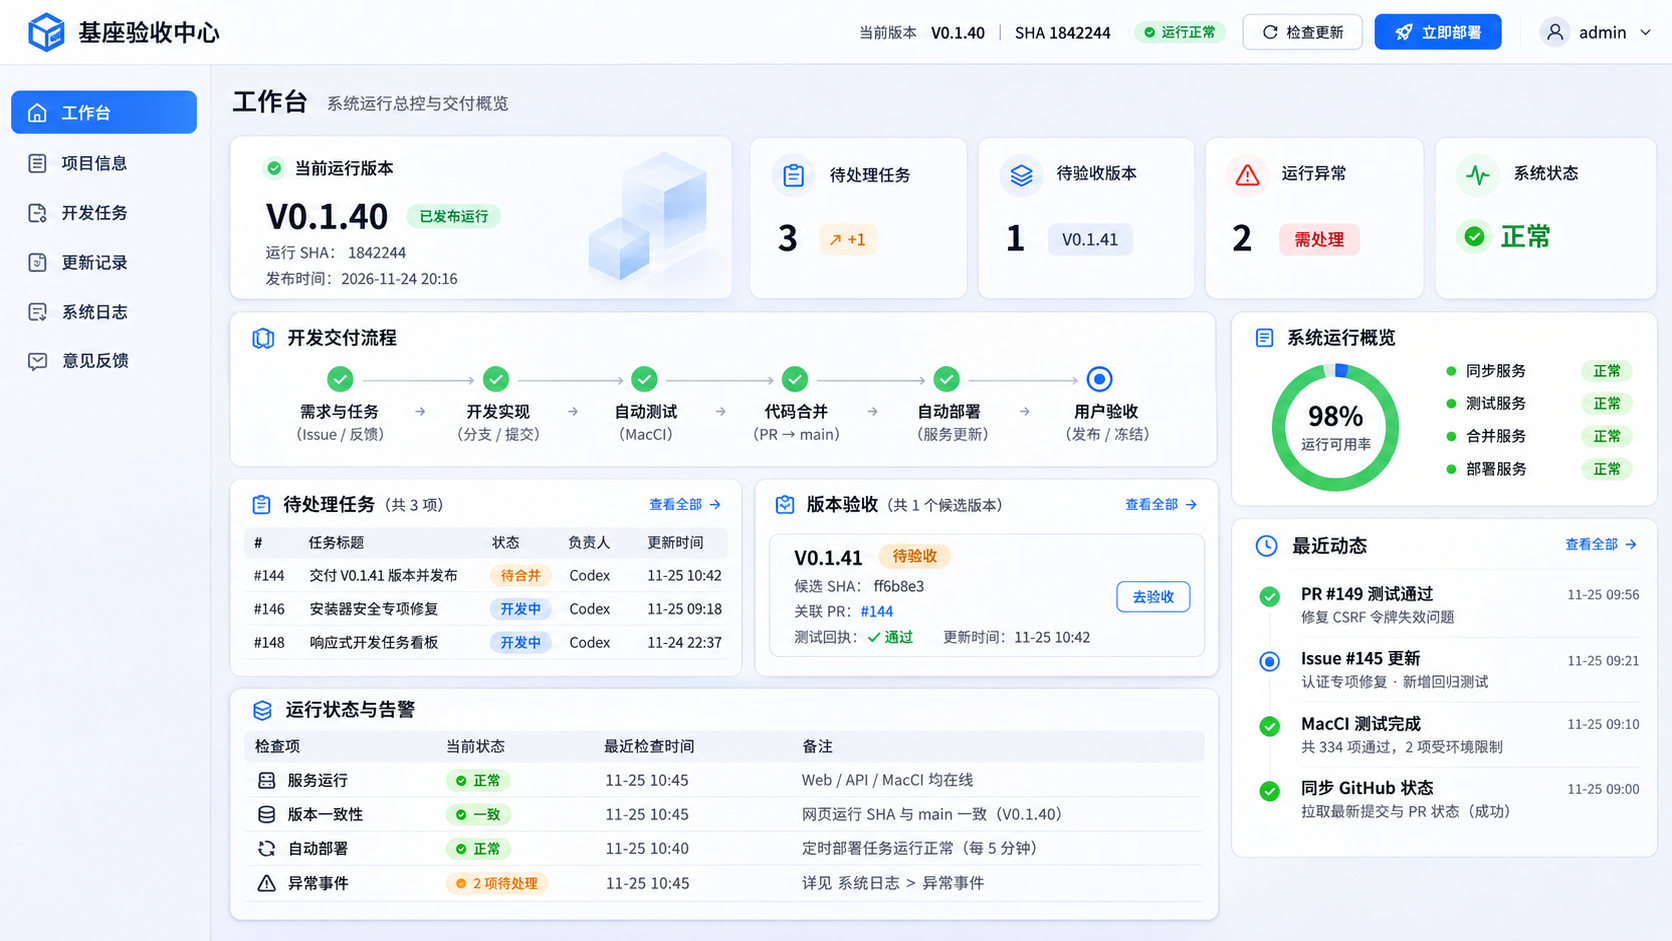 基座验收中心
当前版本 V0.1.40 | SHA 1842244
运行正常
检查更新
立即部署
admin
工作台
项目信息
开发任务
更新记录
系统日志
意见反馈
工作台 系统运行总控与交付概览
当前运行版本
V0.1.40 已发布运行
运行 SHA： 1842244
发布时间：2026-11-24 20:16
待处理任务
3 ↗ +1
待验收版本
1 V0.1.41
运行异常
2 需处理
系统状态
正常
开发交付流程
需求与任务 → 开发实现 → 自动测试 → 代码合并 → 自动部署 → 用户验收
（Issue / 反馈） （分支 / 提交） （MacCI） （PR → main） （服务更新） （发布 / 冻结）
系统运行概览
98%
运行可用率
同步服务 正常
测试服务 正常
合并服务 正常
部署服务 正常
待处理任务（共 3 项） 查看全部 →
# 任务标题 状态 负责人 更新时间
#144 交付 V0.1.41 版本并发布 待合并 Codex 11-25 10:42
#146 安装器安全专项修复 开发中 Codex 11-25 09:18
#148 响应式开发任务看板 开发中 Codex 11-24 22:37
版本验收（共 1 个候选版本） 查看全部 →
V0.1.41 待验收
候选 SHA： ff6b8e3
关联 PR： #144
测试回执： 通过 更新时间：11-25 10:42
去验收
最近动态 查看全部 →
PR #149 测试通过 11-25 09:56
修复 CSRF 令牌失效问题
Issue #145 更新 11-25 09:21
认证专项修复 · 新增回归测试
MacCI 测试完成 11-25 09:10
共 334 项通过，2 项受环境限制
同步 GitHub 状态 11-25 09:00
拉取最新提交与 PR 状态（成功）
运行状态与告警
检查项 当前状态 最近检查时间 备注
服务运行 正常 11-25 10:45 Web / API / MacCI 均在线
版本一致性 一致 11-25 10:45 网页运行 SHA 与 main 一致（V0.1.40）
自动部署 正常 11-25 10:40 定时部署任务运行正常（每 5 分钟）
异常事件 2 项待处理 11-25 10:45 详见 系统日志 > 异常事件